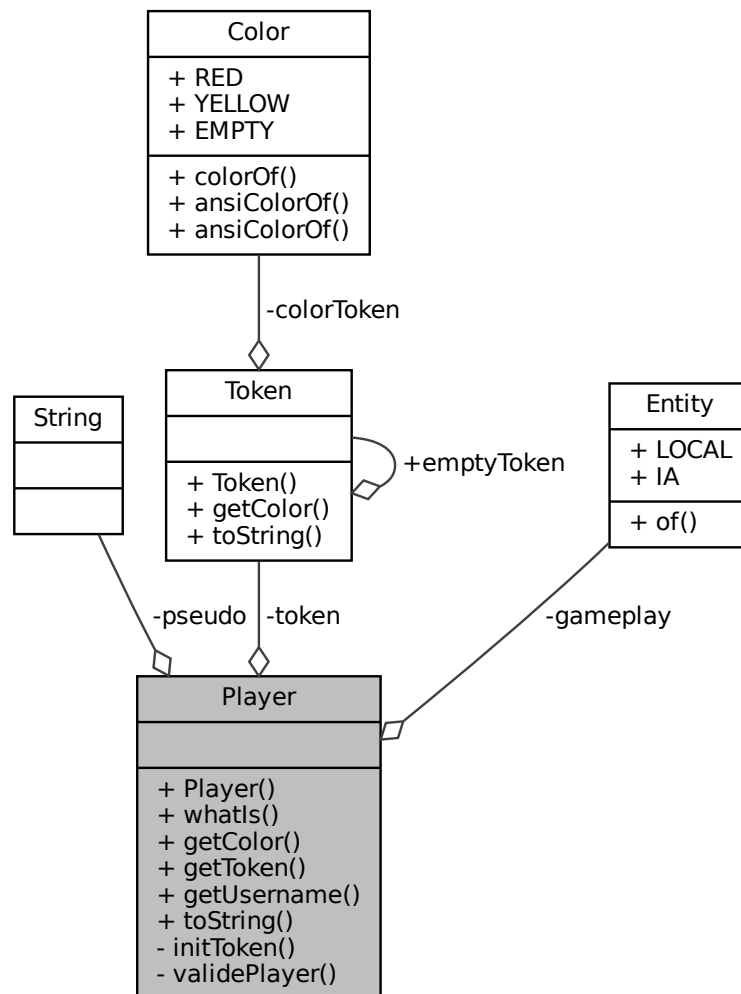 Color
+ RED
+ YELLOW
+ EMPTY
+ colorOf()
+ ansiColorOf()
+ ansiColorOf()
-colorToken
String
Token
+ Token()
+ getColor()
+ toString()
+emptyToken
Entity
+ LOCAL
+ IA
+ of()
-pseudo
-token
-gameplay
Player
+ Player()
+ whatIs()
+ getColor()
+ getToken()
+ getUsername()
+ toString()
- initToken()
- validePlayer()